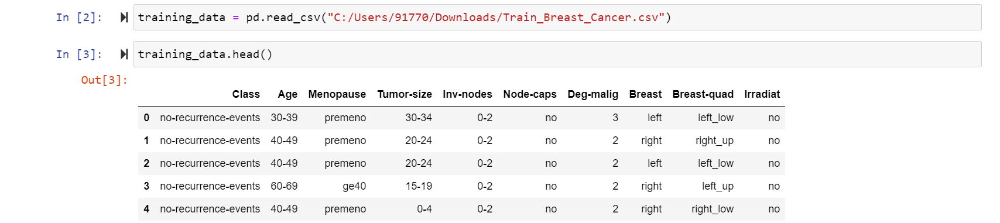 In [2]: training_data = pd.read_csv("C:/Users/91770/Downloads/Train_Breast_Cancer.csv")
In [3]: training_data.head()
Out[3]:
Class Age Menopause Tumor-size Inv-nodes Node-caps Deg-malig Breast Breast-quad Irradiat
0 no-recurrence-events 30-39 premeno 30-34 0-2 no 3 left left_low no
1 no-recurrence-events 40-49 premeno 20-24 0-2 no 2 right right_up no
2 no-recurrence-events 40-49 premeno 20-24 0-2 no 2 left left_low no
3 no-recurrence-events 60-69 ge40 15-19 0-2 no 2 right left_up no
4 no-recurrence-events 40-49 premeno 0-4 0-2 no 2 right right_low no